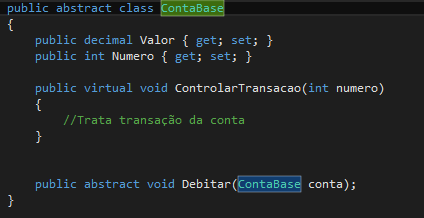 public abstract class ContaBase
{
public decimal Valor { get; set; }
public int Numero { get; set; }
public virtual void ControlarTransacao(int numero)
{
//Trata transação da conta
}
public abstract void Debitar(ContaBase conta);
}